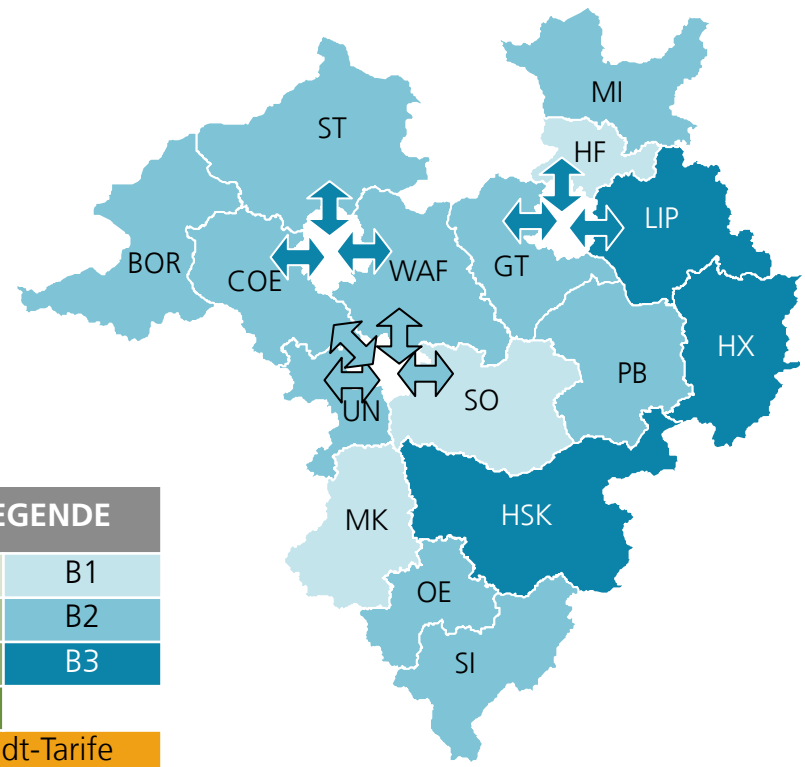 MI
ST
HF
LIP
BOR
COE
WAF
GT
HX
PB
SO
UN
MK
HSK
OE
SI
EGENDE
B1
B2
B3
dt-Tarife